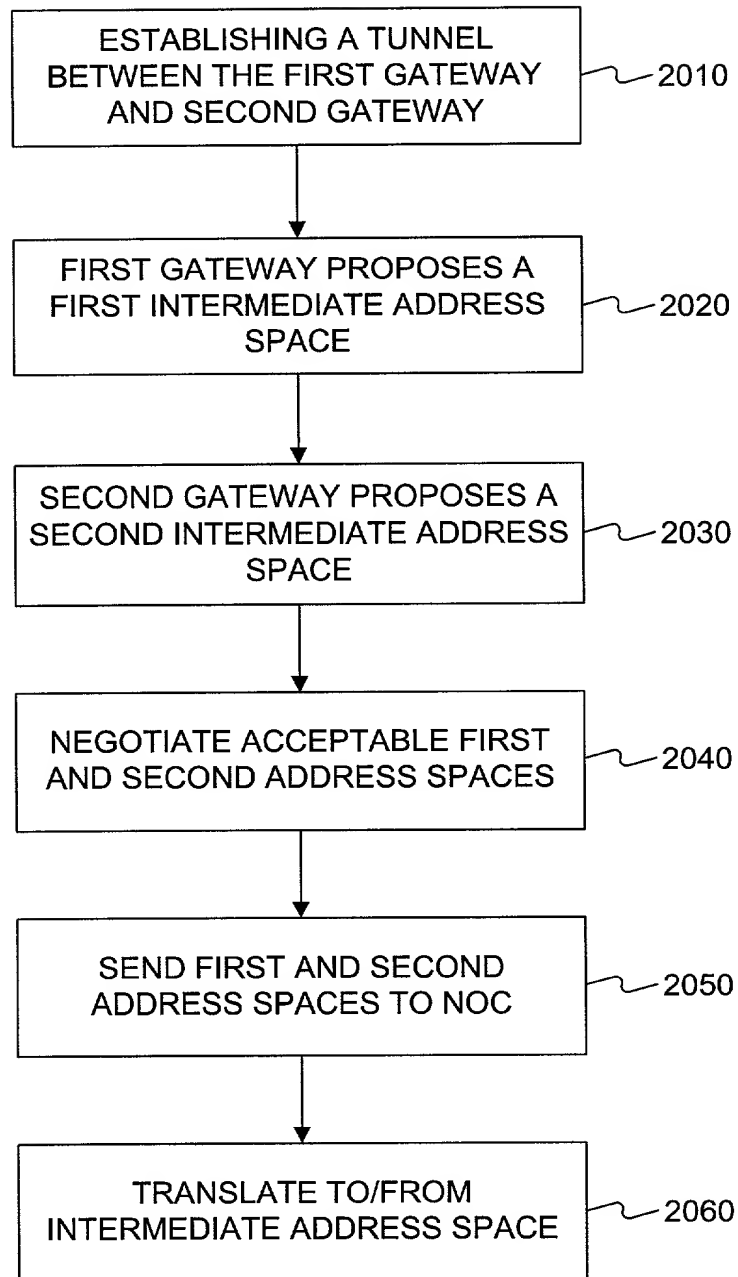 ESTABLISHING A TUNNEL
BETWEEN THE FIRST GATEWAY
AND SECOND GATEWAY
2010
FIRST GATEWAY PROPOSES A
FIRST INTERMEDIATE ADDRESS
SPACE
2020
SECOND GATEWAY PROPOSES A
SECOND INTERMEDIATE ADDRESS
SPACE
2030
NEGOTIATE ACCEPTABLE FIRST
AND SECOND ADDRESS SPACES
2040
SEND FIRST AND SECOND
ADDRESS SPACES TO NOC
2050
TRANSLATE TO/FROM
INTERMEDIATE ADDRESS SPACE
2060